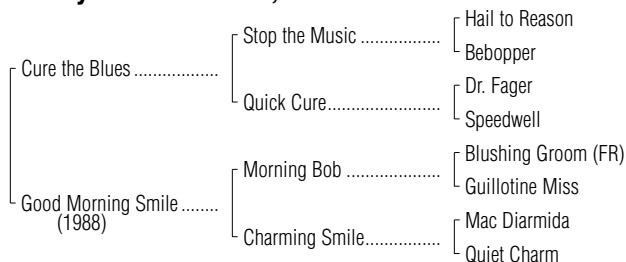 Hail to Reason
Stop the Music ..................
Bebopper
Cure the Blues ...................
Dr. Fager
Quick Cure.........................
Speedwell
Blushing Groom (FR)
Morning Bob .....................
Guillotine Miss
Good Morning Smile ........
(1988)
Mac Diarmida
Charming Smile.................
Quiet Charm